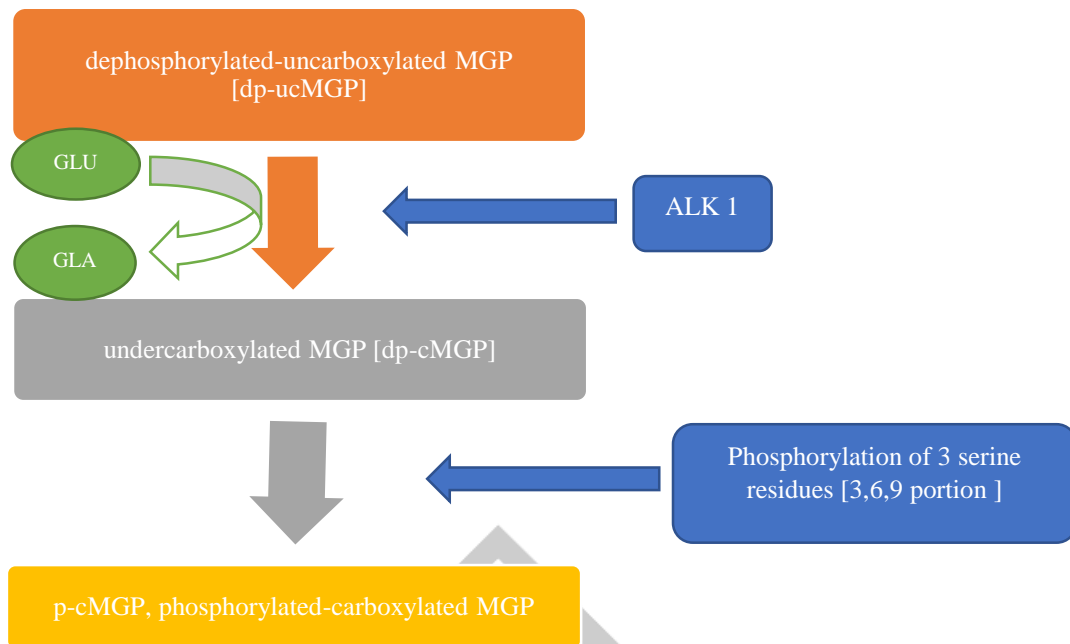 dephosphorylated-uncarboxylated MGP
[dp-ucMGP]
GLU
ALK 1
GLA
undercarboxylated MGP [dp-cMGP]
Phosphorylation of 3 serine
residues [3,6,9 portion ]
p-cMGP, phosphorylated-carboxylated MGP